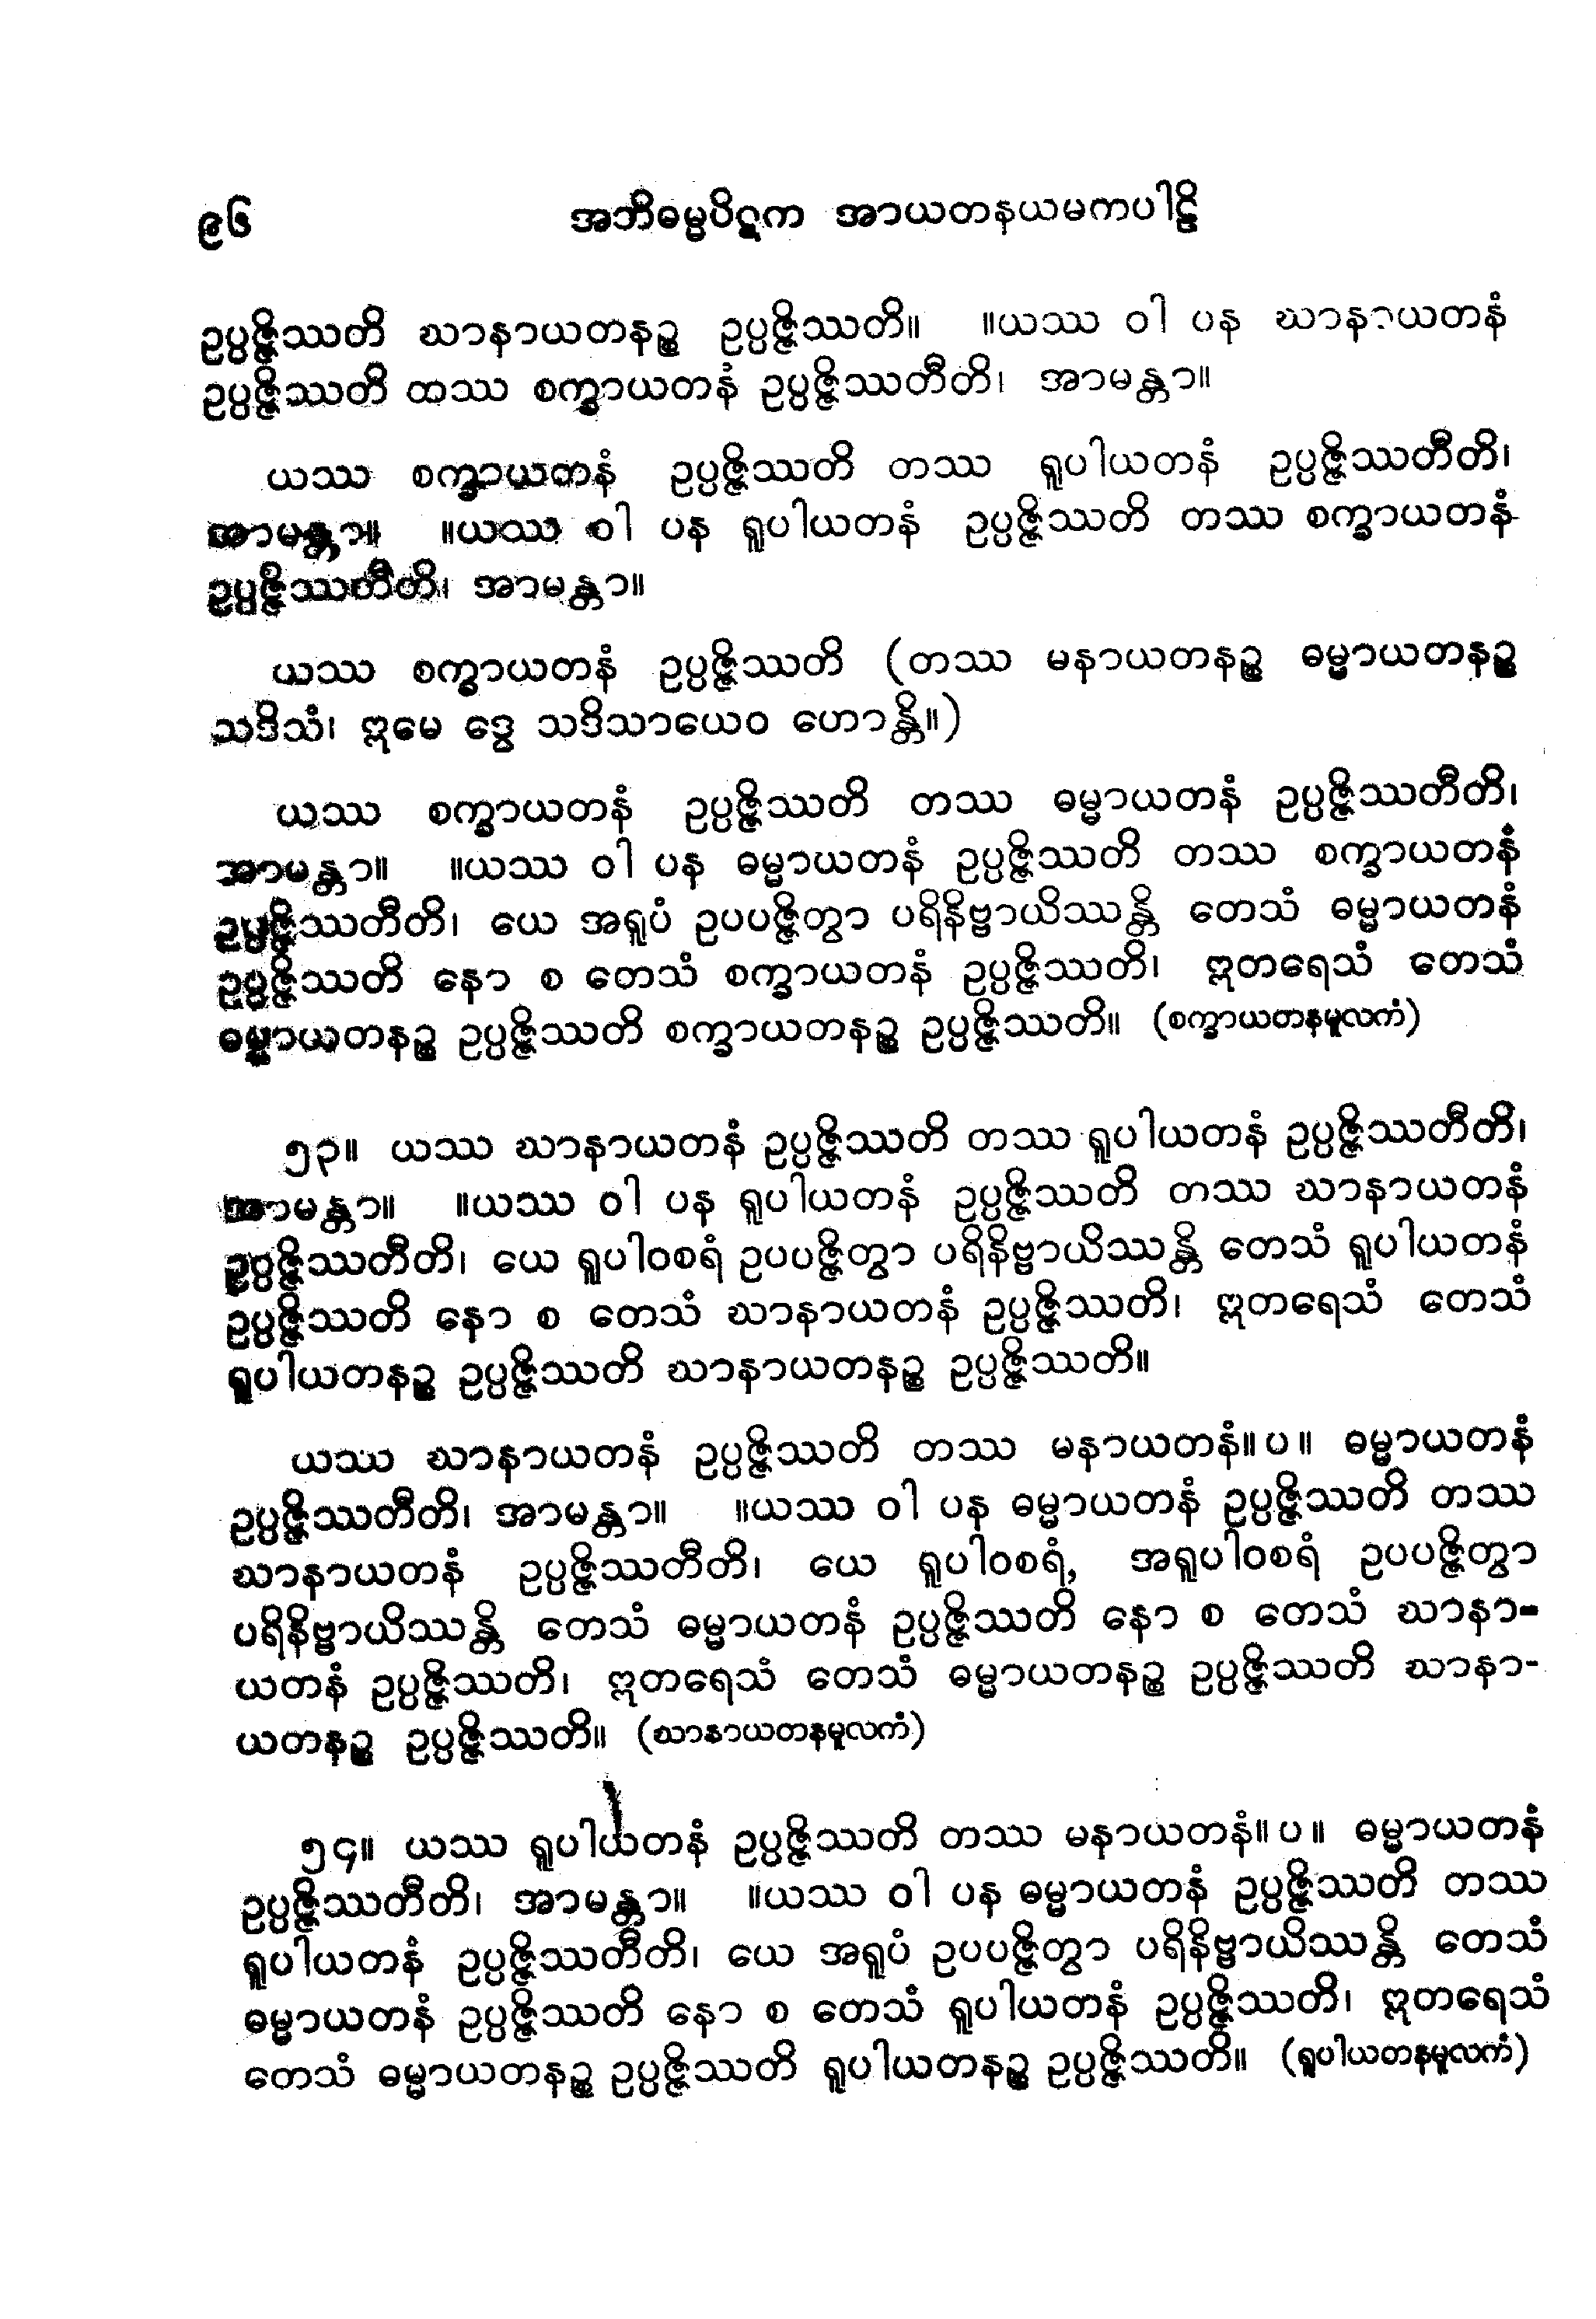 ၉၆ အဘိဓမ္မပိဋက အာယတနယမကပါဠိ
ဥပ္ပဇ္ဇိဿတိ ဃာနာယတနဉ္စ ဥပ္ပဇ္ဇိဿတိ။ ။ယဿ ဝါ ပန ဃာနာယတနံ
ဥပ္ပဇ္ဇိဿတိ တဿ စက္ခာယတနံ ဥပ္ပဇ္ဇိဿတီတိ၊ အာမန္တာ။
ယဿ စက္ခာယတနံ ဥပ္ပဇ္ဇိဿတိ တဿ ရူပါယတနံ ဥပ္ပဇ္ဇိဿတီတိ၊
အာမန္တာ။ ။ယဿ ဝါ ပန ရူပါယတနံ ဥပ္ပဇ္ဇိဿတိ တဿ စက္ခာယတနံ
ဥပ္ပဇ္ဇိဿတီတိ၊ အာမန္တာ။
ယဿ စက္ခာယတနံ ဥပ္ပဇ္ဇိဿတိ (တဿ မနာယတနဉ္စ ဓမ္မာယတနဉ္စ
သဒိသံ၊ ဣမေ ဒွေ သဒိသာယေဝ ဟောန္တိ။)
ယဿ စက္ခာယတနံ ဥပ္ပဇ္ဇိဿတိ တဿ ဓမ္မာယတနံ ဥပ္ပဇ္ဇိဿတီတိ၊
အာမန္တာ။ ။ယဿ ဝါ ပန ဓမ္မာယတနံ ဥပ္ပဇ္ဇိဿတိ တဿ စက္ခာယတနံ
ဥပ္ပဇ္ဇိဿတီတိ၊ ယေ အရူပံ ဥပပဇ္ဇိတွာ ပရိနိဗ္ဗာယိဿန္တိ တေသံ ဓမ္မာယတနံ
ဥပ္ပဇ္ဇိဿတိ နော စ တေသံ စက္ခာယတနံ ဥပ္ပဇ္ဇိဿတိ၊ ဣတရေသံ တေသံ
ဓမ္မာယတနဉ္စ ဥပ္ပဇ္ဇိဿတိ စက္ခာယတနဉ္စ ဥပ္ပဇ္ဇိဿတိ။ (စက္ခာယတနမူလကံ)
၅၃။ ယဿ ဃာနာယတနံ ဥပ္ပဇ္ဇိဿတိ တဿ ရူပါယတနံ ဥပ္ပဇ္ဇိဿတီတိ၊
အာမန္တာ။ ။ယဿ ဝါ ပန ရူပါယတနံ ဥပ္ပဇ္ဇိဿတိ တဿ ဃာနာယတနံ
ဥပ္ပဇ္ဇိဿတီတိ၊ ယေ ရူပါဝစရံ ဥပပဇ္ဇိတွာ ပရိနိဗ္ဗာယိဿန္တိ တေသံ ရူပါယတနံ
ဥပ္ပဇ္ဇိဿတိ နော စ တေသံ ဃာနာယတနံ ဥပ္ပဇ္ဇိဿတိ၊ ဣတရေသံ တေသံ
ရူပါယတနဉ္စ ဥပ္ပဇ္ဇိဿတိ ဃာနာယတနဉ္စ ဥပ္ပဇ္ဇိဿတိ။
ယဿ ဃာနာယတနံ ဥပ္ပဇ္ဇိဿတိ တဿ မနာယတနံ။ပ။ ဓမ္မာယတနံ
ဥပ္ပဇ္ဇိဿတီတိ၊ အာမန္တာ။ ။ယဿ ဝါ ပန ဓမ္မာယတနံ ဥပ္ပဇ္ဇိဿတိ တဿ
ဃာနာယတနံ ဥပ္ပဇ္ဇိဿတီတိ၊ ယေ ရူပါဝစရံ, အရူပါဝစရံ ဥပပဇ္ဇိတွာ
ပရိနိဗ္ဗာယိဿန္တိ တေသံ ဓမ္မာယတနံ ဥပ္ပဇ္ဇိဿတိ နော စ တေသံ ဃာနာ-
ယတနံ ဥပ္ပဇ္ဇိဿတိ၊ ဣတရေသံ တေသံ ဓမ္မာယတနဉ္စ ဥပ္ပဇ္ဇိဿတိ ဃာနာ-
ယတနဉ္စ ဥပ္ပဇ္ဇိဿတိ။ (ဃာနာယတနမူလကံ)
၅၄။ ယဿ ရူပါယတနံ ဥပ္ပဇ္ဇိဿတိ တဿ မနာယတနံ။ပ။ ဓမ္မာယတနံ
ဥပ္ပဇ္ဇိဿတီတိ၊ အာမန္တာ။ ။ယဿ ဝါ ပန ဓမ္မာယတနံ ဥပ္ပဇ္ဇိဿတိ တဿ
ရူပါယတနံ ဥပ္ပဇ္ဇိဿတီတိ၊ ယေ အရူပံ ဥပပဇ္ဇိတွာ ပရိနိဗ္ဗာယိဿန္တိ တေသံ
ဓမ္မာယတနံ ဥပ္ပဇ္ဇိဿတိ နော စ တေသံ ရူပါယတနံ ဥပ္ပဇ္ဇိဿတိ၊ ဣတရေသံ
တေသံ ဓမ္မာယတနဉ္စ ဥပ္ပဇ္ဇိဿတိ ရူပါယတနဉ္စ ဥပ္ပဇ္ဇိဿတိ။ (ရူပါယတနမူလကံ)